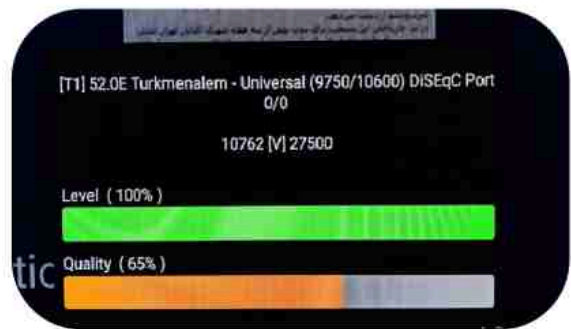 [T1] 52.0E Turkmenalem - Universal (9750/10600) DiSEqC Port
0/0
10762 [V] 27500
Level (100%)
Quality (65%)
tic